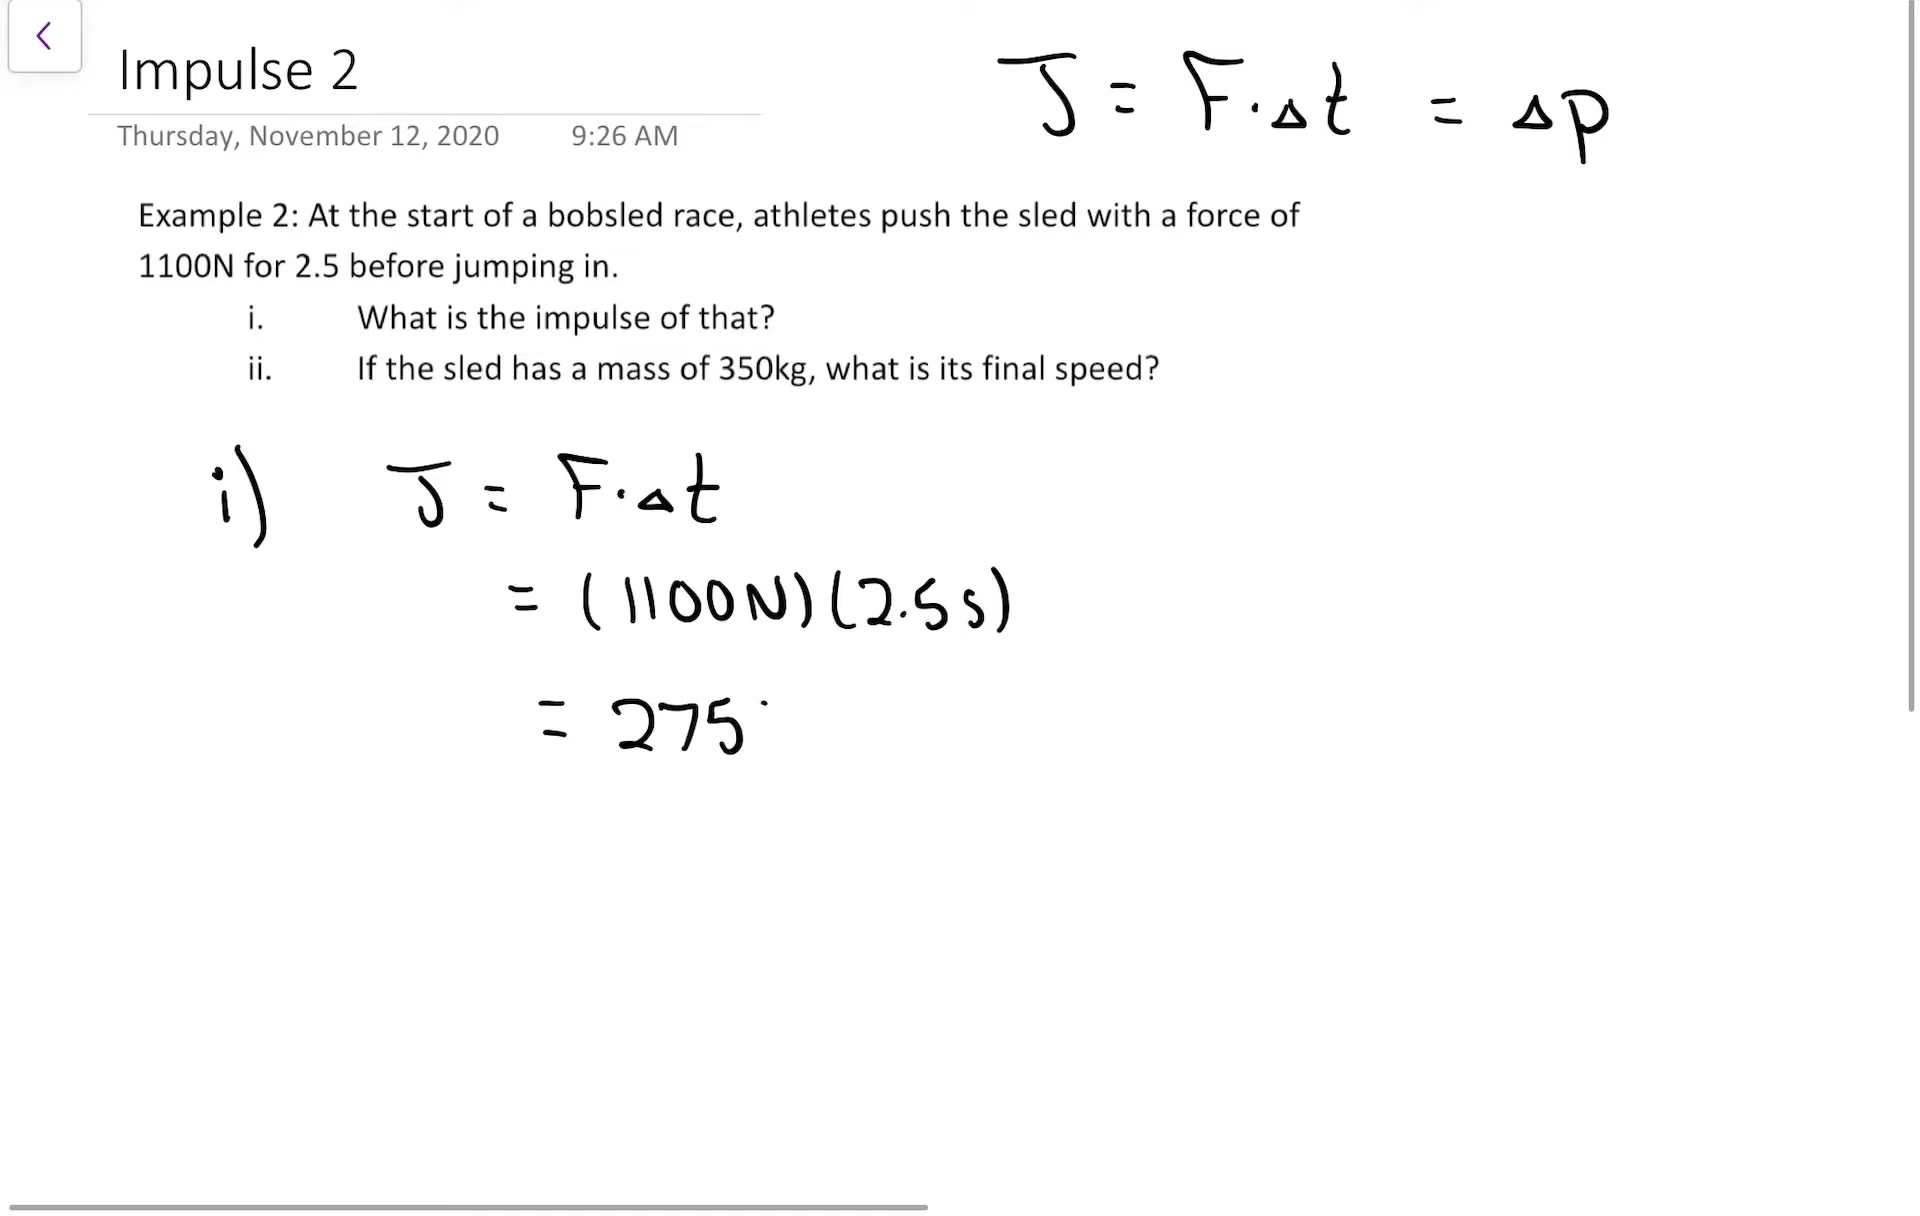 Impulse 2
J = F·Δt = Δp
Thursday, November 12, 2020 9:26 AM
Example 2: At the start of a bobsled race, athletes push the sled with a force of
1100N for 2.5 before jumping in.
i. What is the impulse of that?
ii. If the sled has a mass of 350kg, what is its final speed?
i) J = F·Δt
= (1100N)(2.5s)
= 275